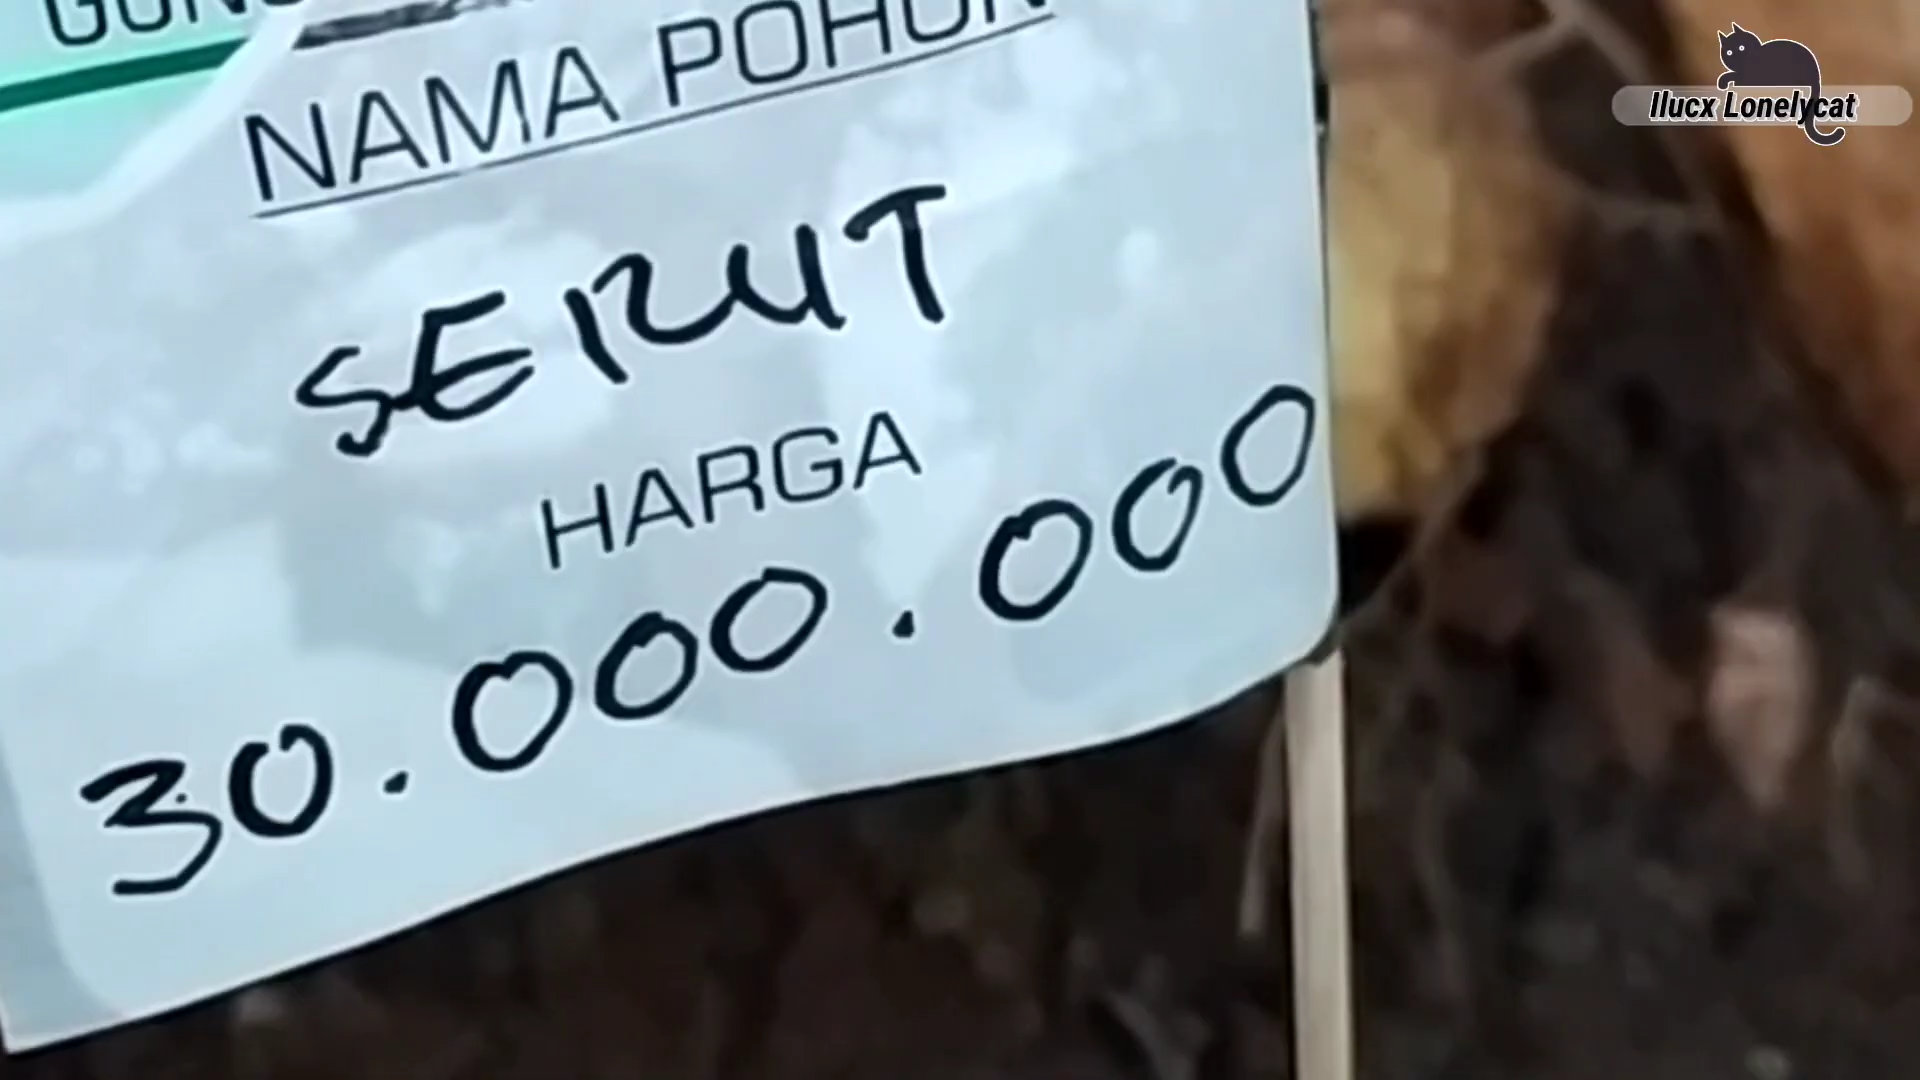 NAMA POHON
SERUT
HARGA
30.000.000
Ilucx Lonelycat